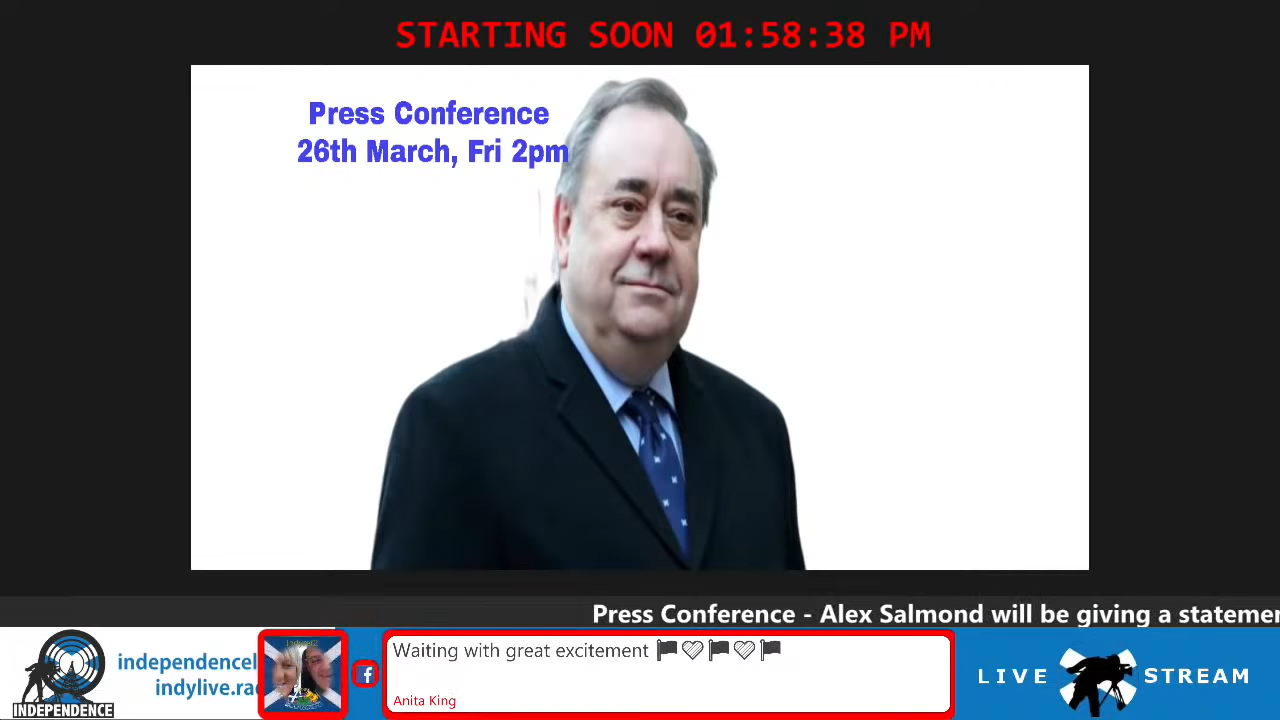 STARTING SOON 01:58:38 PM
Press Conference
26th March, Fri 2pm
Press Conference - Alex Salmond will be giving a statemen
independencel
indylive.rad
INDEPENDENCE
Indyref2
Waiting with great excitement 🏴🤍🏴🤍🏴
Anita King
LIVE STREAM